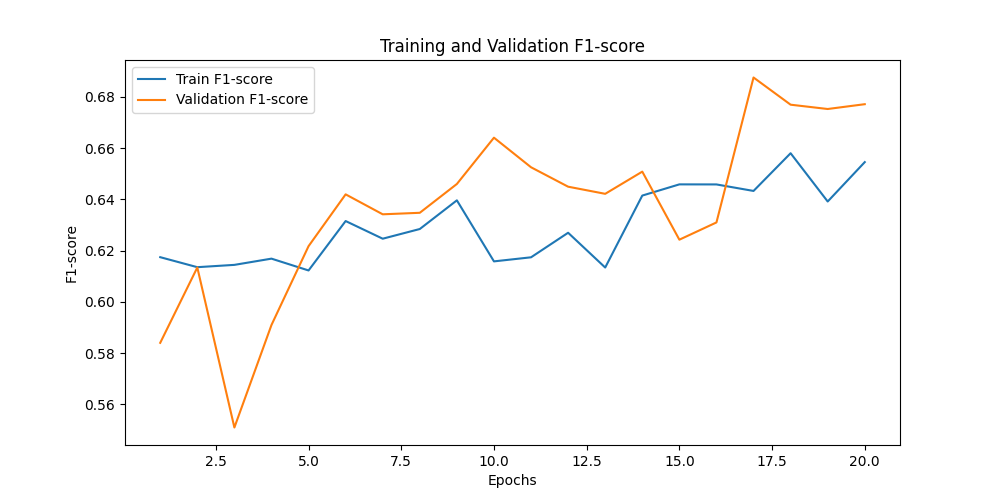 Training and Validation F1-score
Train F1-score
Validation F1-score
F1-score
0.68
0.66
0.64
0.62
0.60
0.58
0.56
2.5 5.0 7.5 10.0 12.5 15.0 17.5 20.0
Epochs